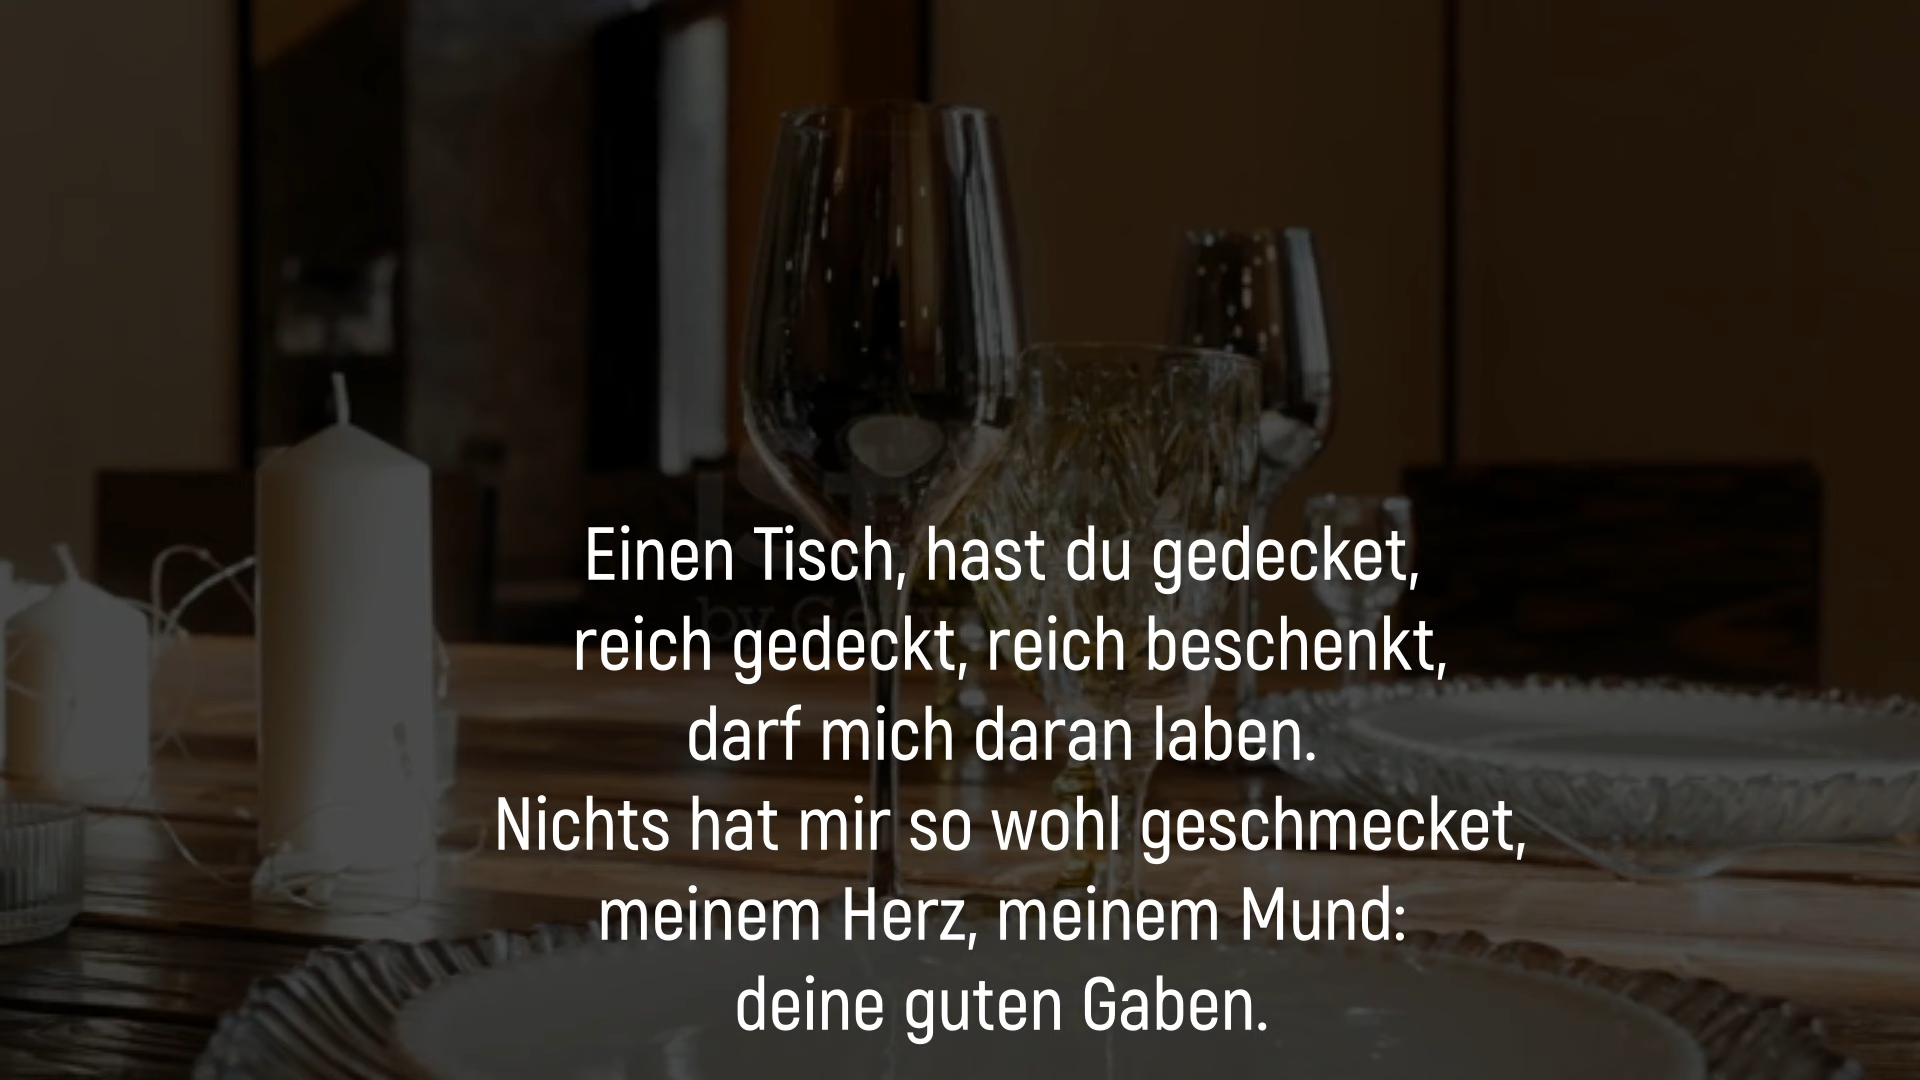 Einen Tisch, hast du gedecket,
reich gedeckt, reich beschenkt,
darf mich daran laben.
Nichts hat mir so wohl geschmecket,
meinem Herz, meinem Mund:
deine guten Gaben.